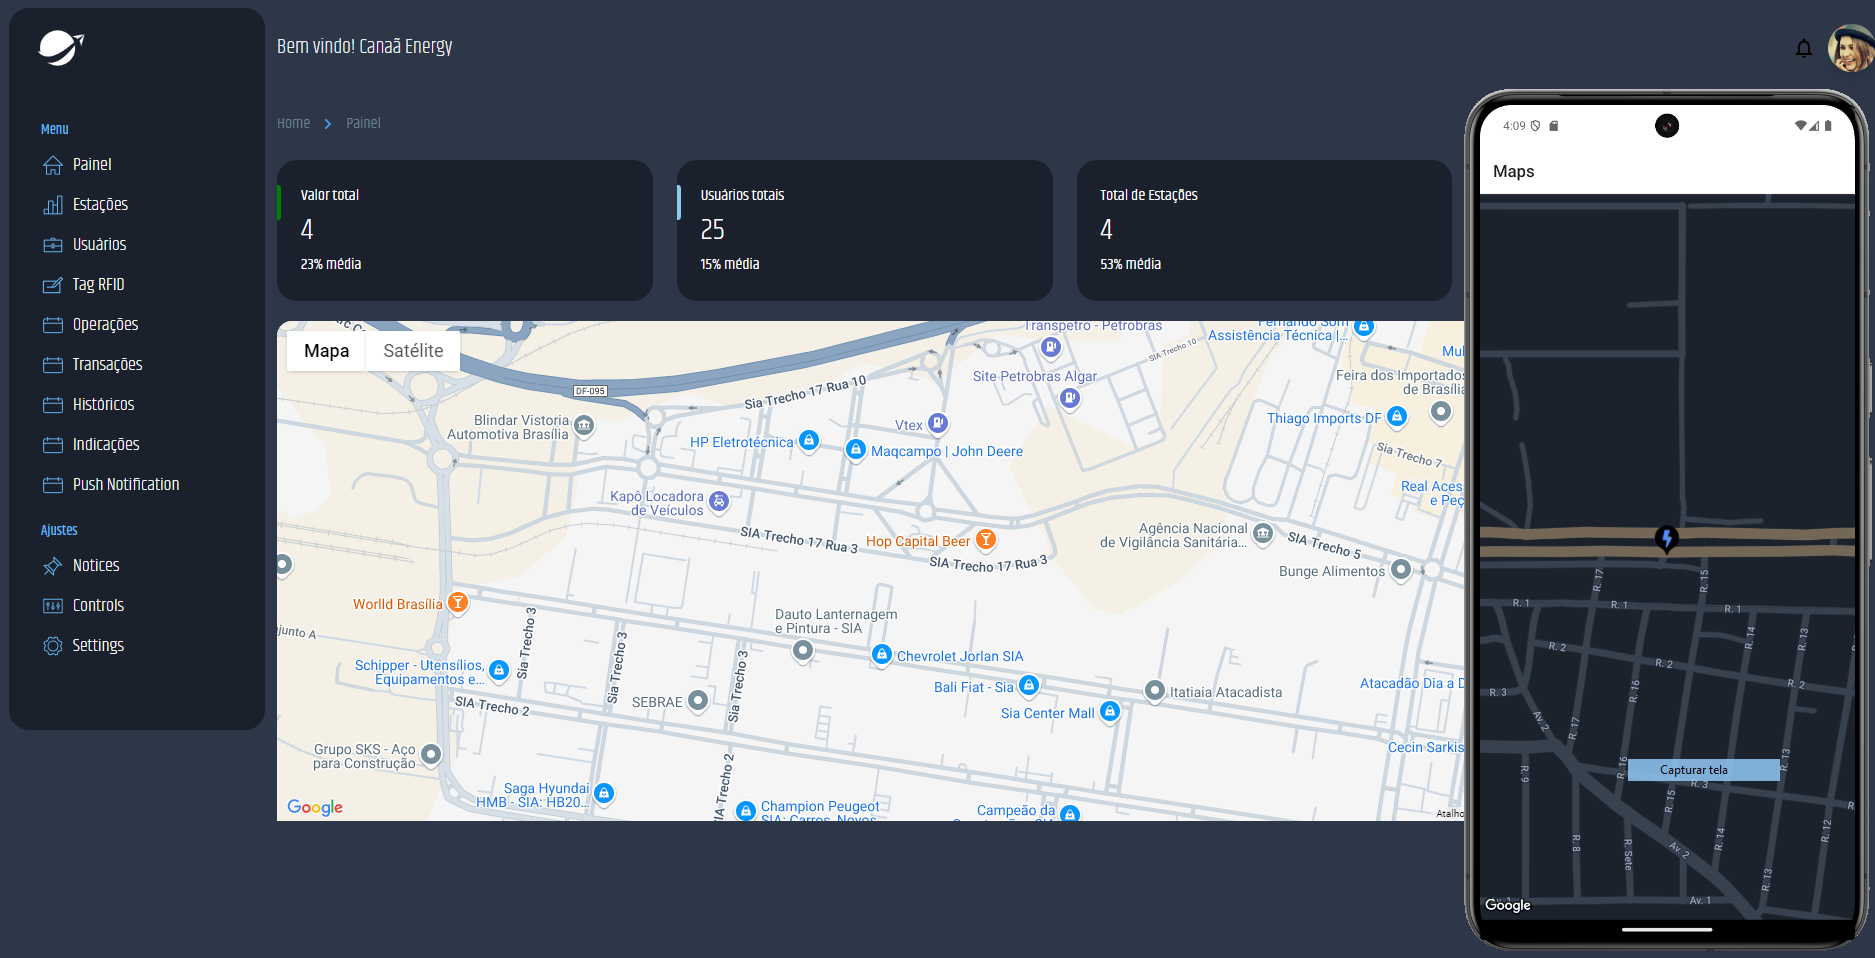 Bem vindo! Canaã Energy
Home
Painel
Menu
Painel
Estações
Usuários
Tag RFID
Operações
Transações
Históricos
Indicações
Push Notification
Ajustes
Notices
Controls
Settings
Valor total
4
23% média
Usuários totais
25
15% média
Total de Estações
4
53% média
Mapa
Satélite
Transpetro - Petrobras
Assistência Técnica |...
SIA Trecho 10
Site Petrobras Algar
Feira dos Importados
de Brasília
DF-095
Sia Trecho 17 Rua 10
Blindar Vistoria
Automotiva Brasília
Vtex
Thiago Imports DF
HP Eletrotécnica
Maqcampo | John Deere
Sia Trecho 7
Kapô Locadora
de Veículos
Real Aces
e Peç
SIA Trecho 17 Rua 3
Hop Capital Beer
Agência Nacional
de Vigilância Sanitária...
SIA Trecho 5
SIA Trecho 17 Rua 3
Bunge Alimentos
Worlld Brasília
Dauto Lanternagem
e Pintura - SIA
njunto A
Sia Trecho 3
Sia Trecho 3
Sia Trecho 3
Chevrolet Jorlan SIA
Schipper - Utensílios,
Equipamentos e...
Bali Fiat - Sia
Itatiaia Atacadista
Atacadão Dia a D
SEBRAE
SIA Trecho 2
Sia Center Mall
Grupo SKS - Aço
para Construção
Cecin Sarkis
SIA Trecho 2
Saga Hyundai
HMB - SIA: HB20...
Champion Peugeot
SIA: Carros Novos
Campeão da
Google
Atalho
4:09
Maps
R. 17
R. 15
R. 1
R. 1
R. 1
R. 14
R. 13
R. 2
R. 2
R. 2
R. 3
R. 16
Av. 2
R. 17
R. 13
R. 16
Capturar tela
R. 9
R. 3
R. 15
R. 12
R. 8
R. Sete
R. 14
Av. 2
R. 13
Google
Av. 1